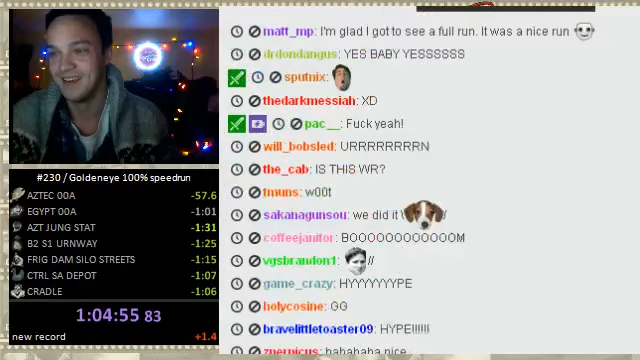 matt_mp: I'm glad I got to see a full run. It was a nice run
drdondangus: YES BABY YESSSSSS
sputnix:
thedarkmessiah: XD
pac__: Fuck yeah!
will_bobsled: URRRRRRRRN
the_cab: IS THIS WR?
tmuns: w00t
sakanagunsou: we did it \ /
coffeejanitor: BOOOOOOOOOOOOM
vgsbrandon1: //
game_crazy: HYYYYYYPE
holycosine: GG
bravelittletoaster09: HYPE!!!!!!
znernicus: hahahaha nice
#230 / Goldeneye 100% speedrun
AZTEC 00A -57.6
EGYPT 00A -1:01
AZT JUNG STAT -1:31
B2 S1 URNWAY -1:25
FRIG DAM SILO STREETS -1:15
CTRL SA DEPOT -1:07
CRADLE -1:06
1:04:55 83
new record +1.4